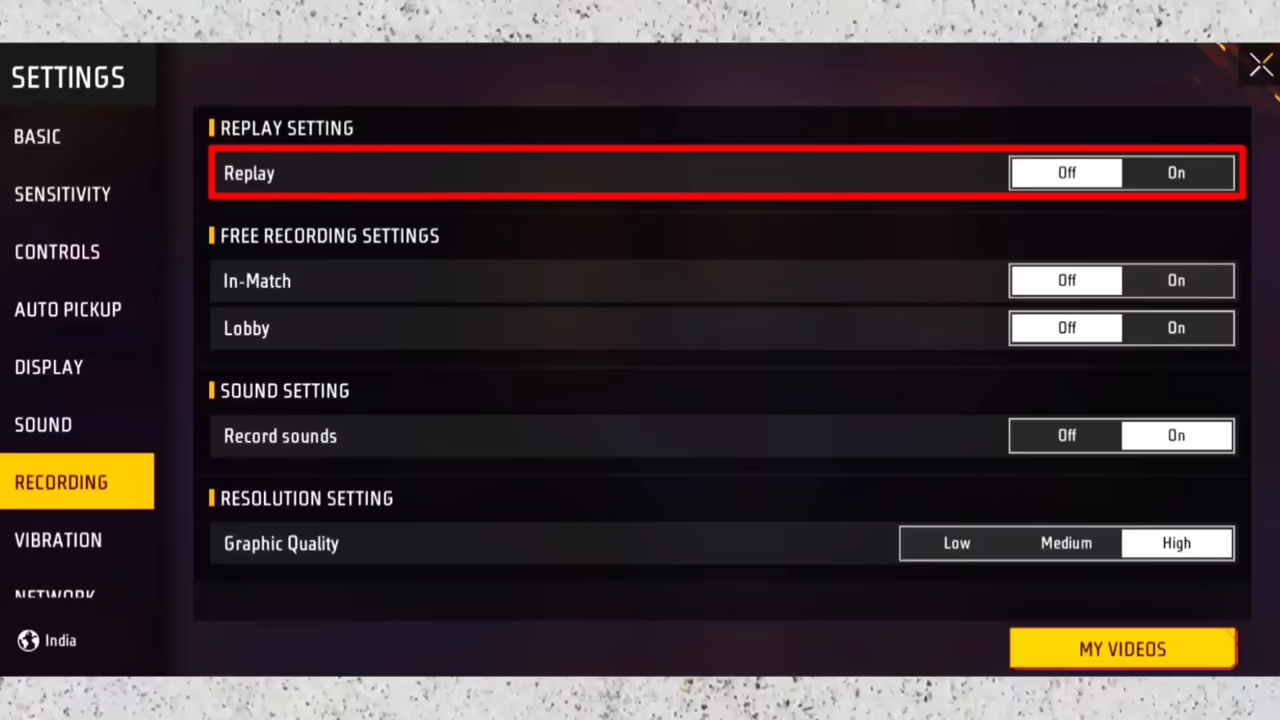 SETTINGS
BASIC
SENSITIVITY
CONTROLS
AUTO PICKUP
DISPLAY
SOUND
RECORDING
VIBRATION
NETWORK
India
REPLAY SETTING
Replay Off On
FREE RECORDING SETTINGS
In-Match Off On
Lobby Off On
SOUND SETTING
Record sounds Off On
RESOLUTION SETTING
Graphic Quality Low Medium High
MY VIDEOS